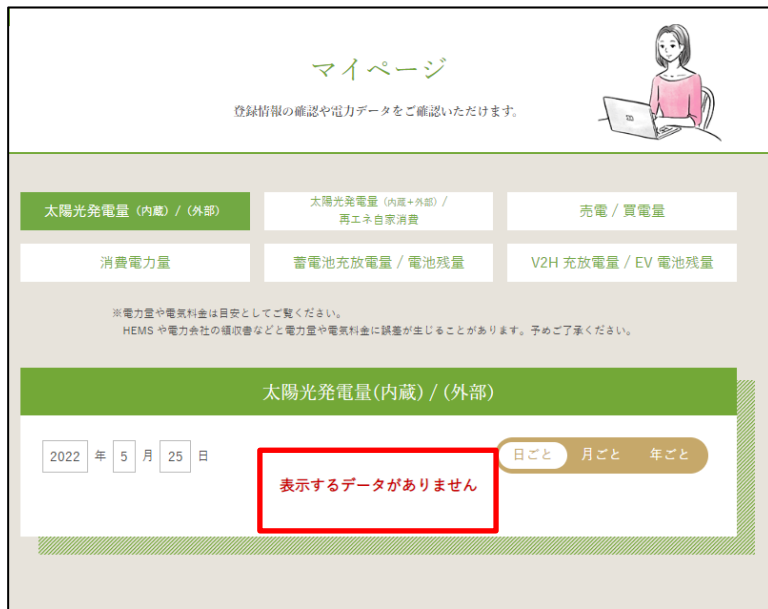 マイページ
登録情報の確認や電力データをご確認いただけます。
太陽光発電量（内蔵）/（外部）
太陽光発電量（内蔵+外部）/
再エネ自家消費
売電 / 買電量
消費電力量
蓄電池充放電量 / 電池残量
V2H 充放電量 / EV 電池残量
※電力量や電気料金は目安としてご覧ください。
HEMS や電力会社の領収書などと電力量や電気料金に誤差が生じることがあります。予めご了承ください。
太陽光発電量(内蔵) / (外部)
2022 年 5 月 25 日
日ごと 月ごと 年ごと
表示するデータがありません